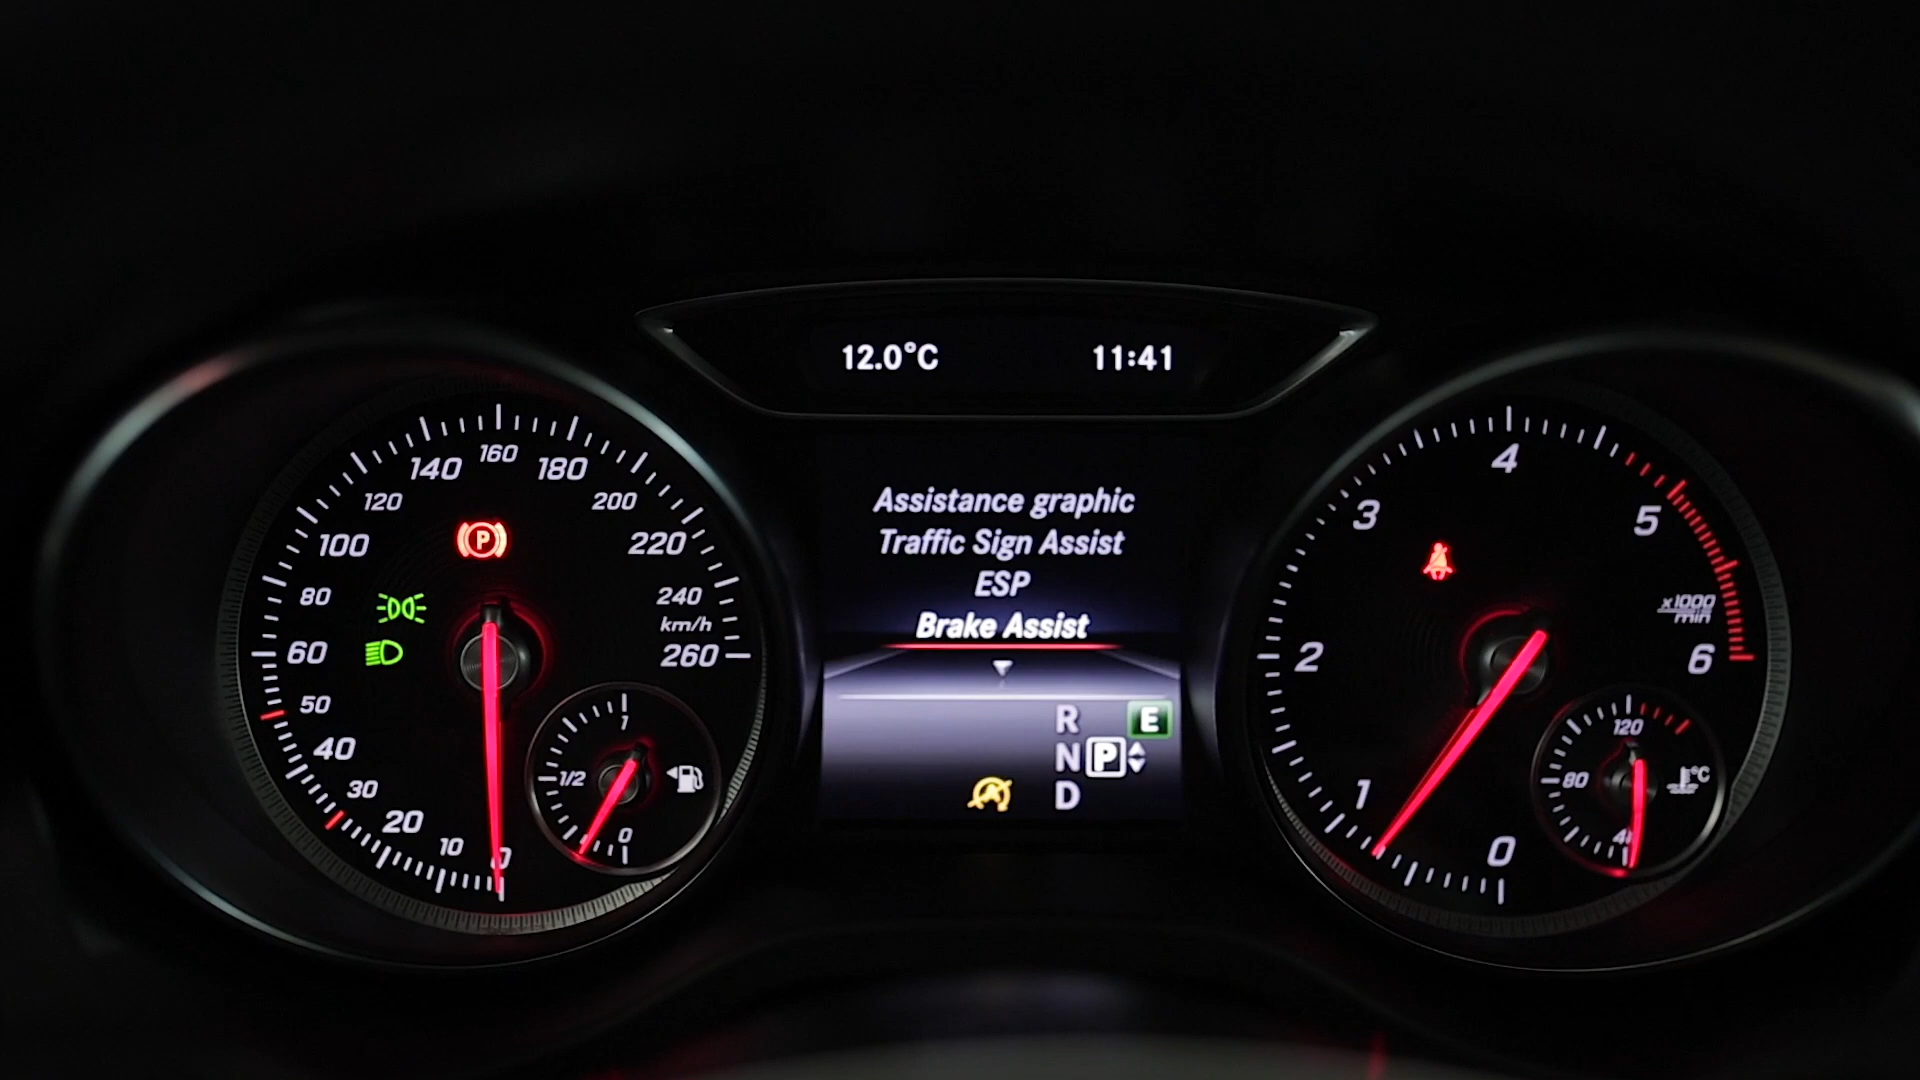 12.0°C 11:41
160
140 180
120 200
100 220
80 240
km/h
60 260
50
40
30
20
10 0
1
1/2
0
Assistance graphic
Traffic Sign Assist
ESP
Brake Assist
R E
N P
D
4
3 5
x1000
min
2 6
1
0
120
80 °C
40
P